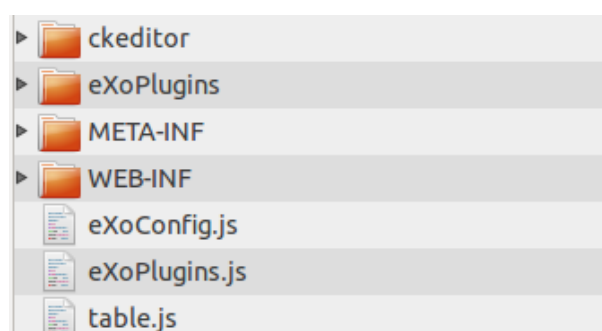 ckeditor
eXoPlugins
META-INF
WEB-INF
eXoConfig.js
eXoPlugins.js
table.js